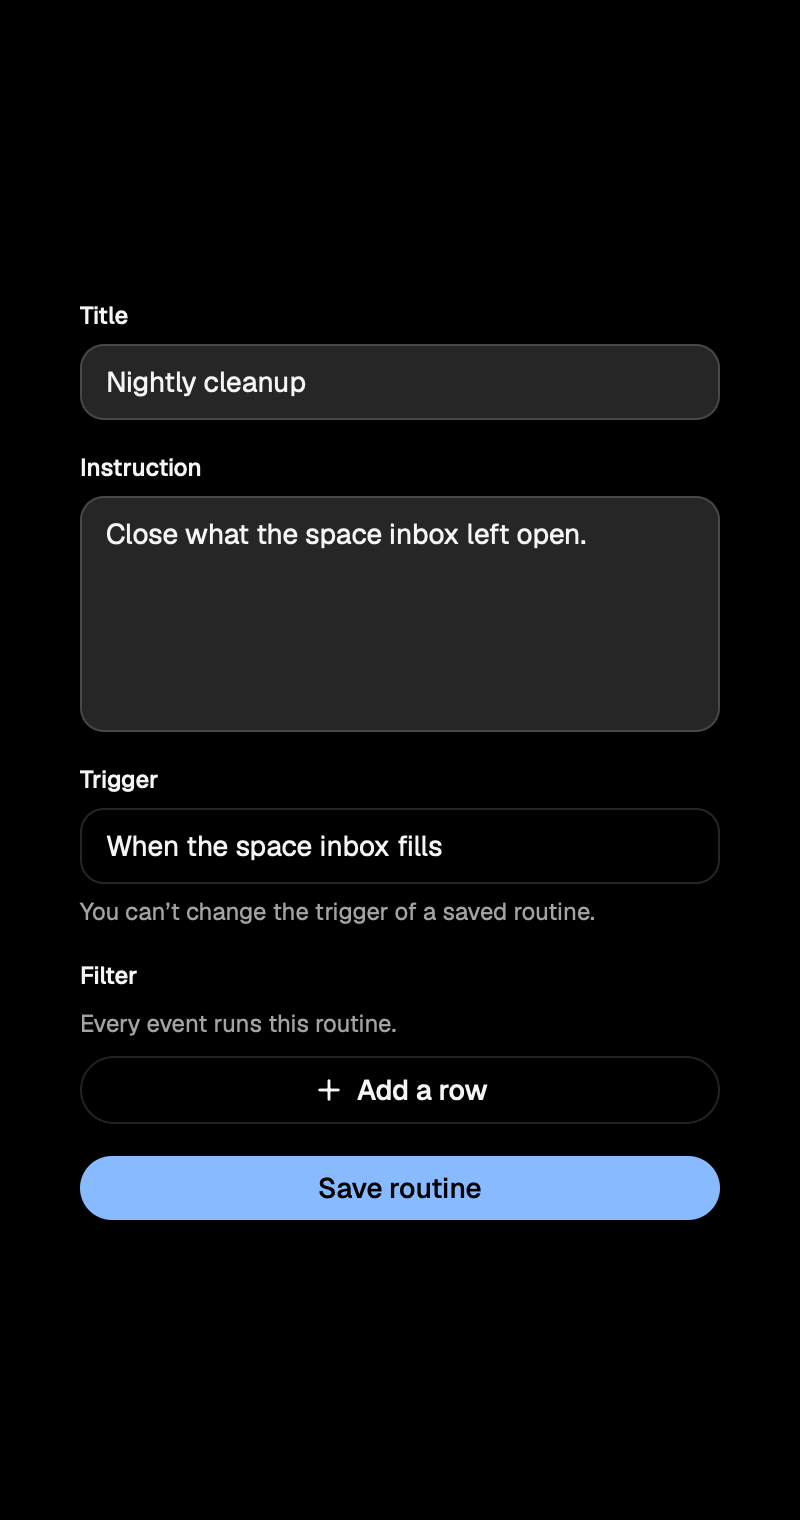 Title
Nightly cleanup
Instruction
Close what the space inbox left open.
Trigger
When the space inbox fills
You can’t change the trigger of a saved routine.
Filter
Every event runs this routine.
Add a row
Save routine